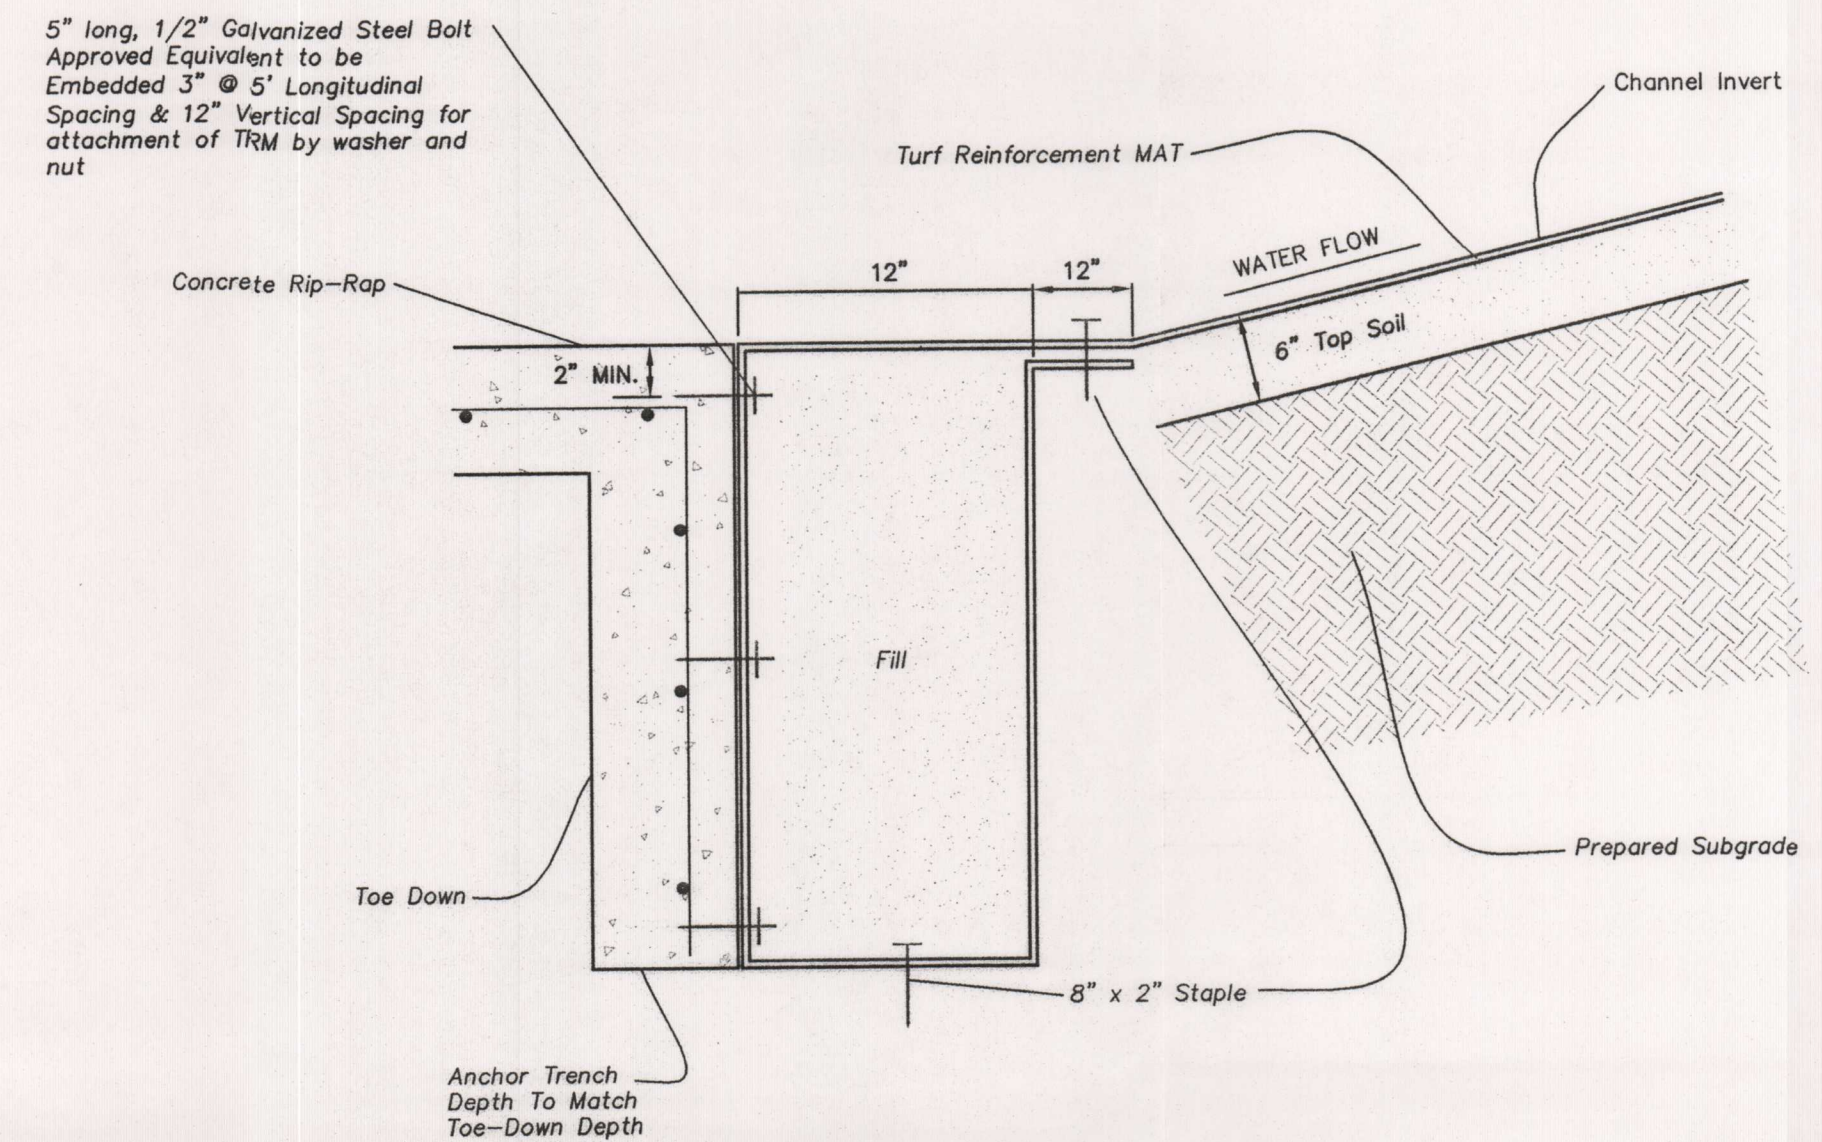 5" long, 1/2" Galvanized Steel Bolt
Approved Equivalent to be
Embedded 3" @ 5' Longitudinal
Spacing & 12" Vertical Spacing for
attachment of TRM by washer and
nut
Channel Invert
Turf Reinforcement MAT
WATER FLOW
Concrete Rip-Rap
12"
12"
2" MIN.
6" Top Soil
Fill
Prepared Subgrade
Toe Down
8" x 2" Staple
Anchor Trench
Depth To Match
Toe-Down Depth